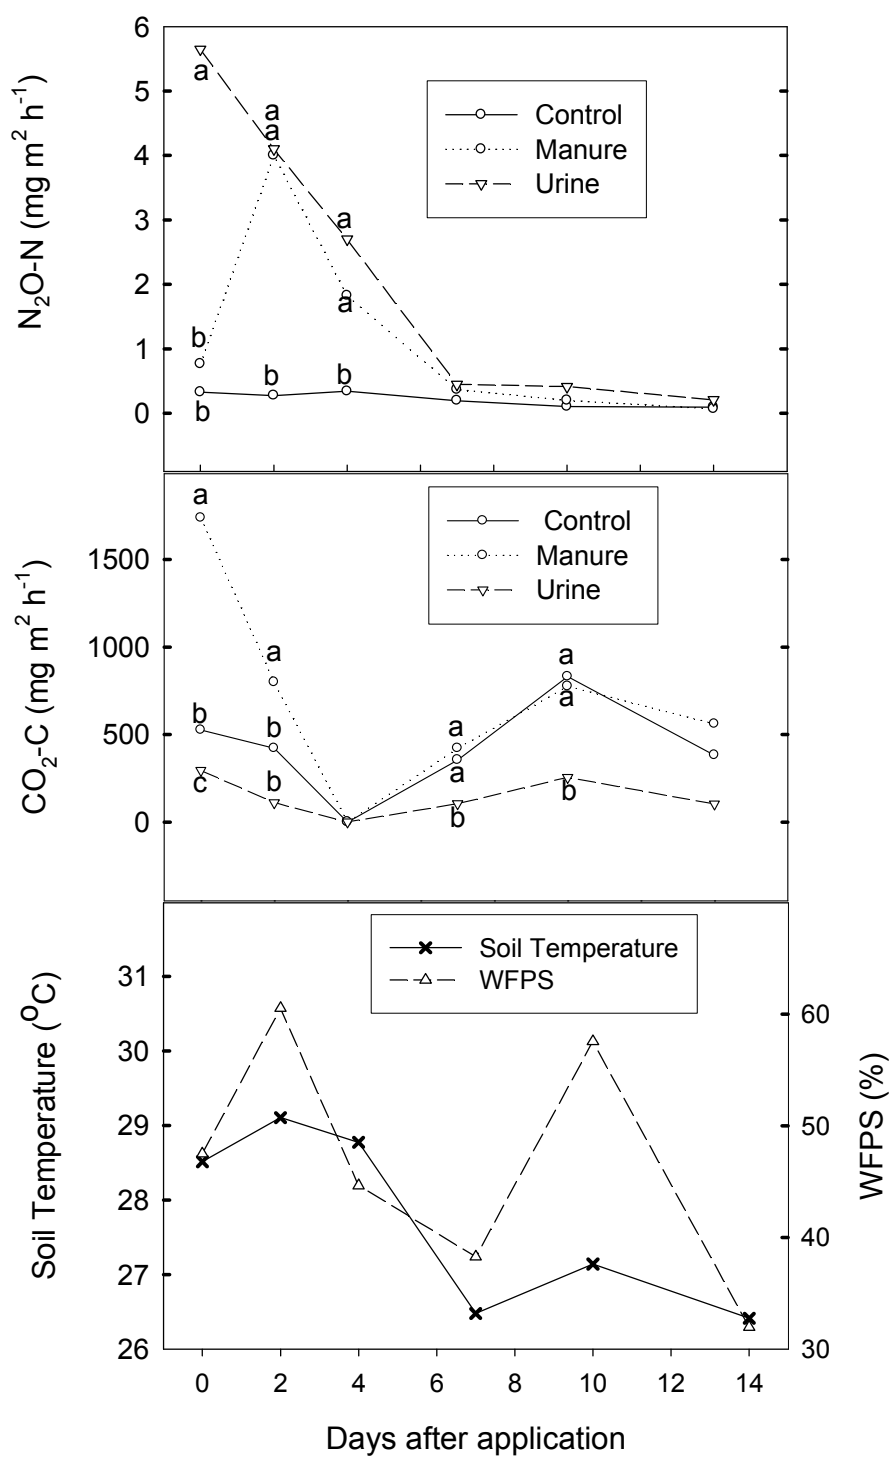 N₂O-N (mg m² h⁻¹)
6
5
4
3
2
1
0
Control
Manure
Urine
a
a
a
a
a
b
b
b
b
b
CO₂-C (mg m² h⁻¹)
1500
1000
500
0
Control
Manure
Urine
a
a
a
a
b
b
a
a
c
b
b
b
Soil Temperature (°C)
31
30
29
28
27
26
Soil Temperature
WFPS
60
50
40
30
WFPS (%)
0 2 4 6 8 10 12 14
Days after application